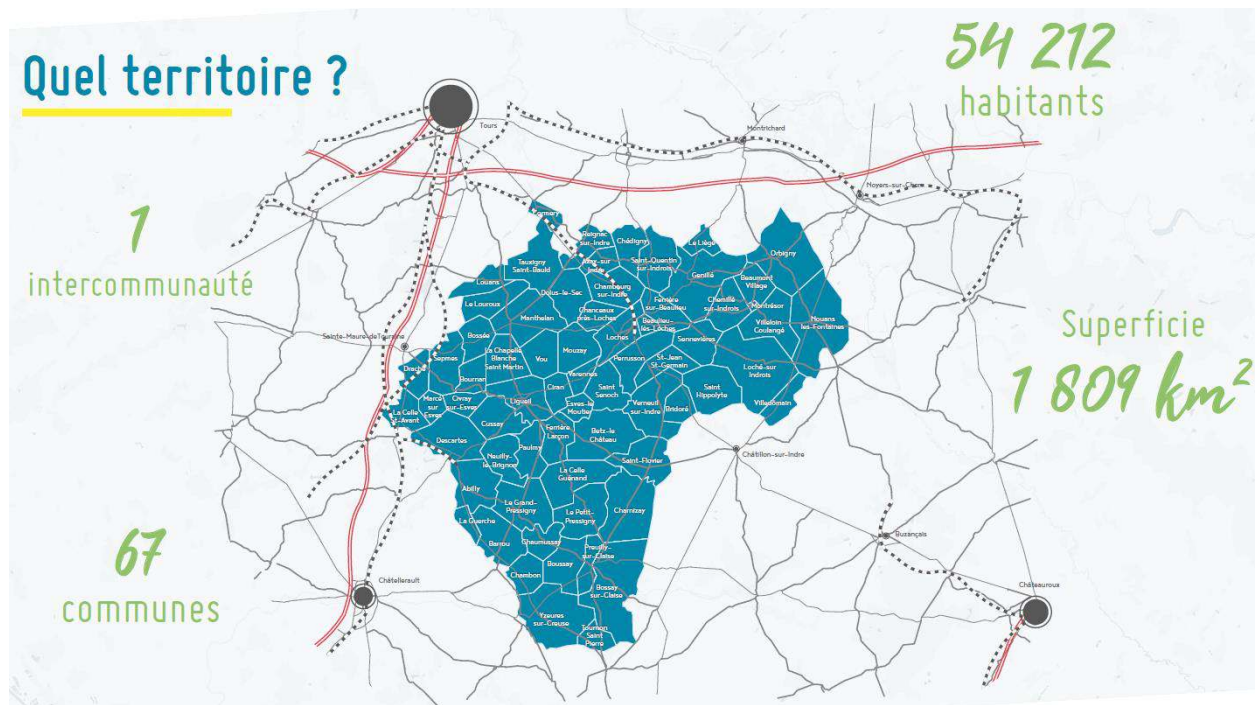 Quel territoire ?
54 212
habitants
1
intercommunauté
Superficie
1 809 km²
67
communes
Tours
Montrichard
Noyers-sur-Cher
Sainte-Maure-de-Touraine
Châtillon-sur-Indre
Buzançais
Châteauroux
Châtellerault
Cormery
Reignac
sur-Indre
Chédigny
Le Liège
Orbigny
Tauxigny
Saint-Bauld
Azay-sur
Indre
Saint-Quentin
sur-Indrois
Genillé
Beaumont
Village
Louans
Le Louroux
Dolus-le-Sec
Chambourg
sur-Indre
Ferrière
sur-Beaulieu
Chemillé
sur-Indrois
Montrésor
Manthelan
Chanceaux
près-Loches
Beaulieu
lès-Loches
Villeloin
Coulangé
Nouans
les-Fontaines
Bossée
Loches
Sennevières
Sepmes
La Chapelle
Blanche
Saint Martin
Vou
Mouzay
Perrusson
St-Jean
St-Germain
Loché-sur
Indrois
Draché
Bournan
Varennes
Ciran
Saint
Senoch
Saint
Hippolyte
Villedomain
Marcé
sur
Esves
Civray
sur-Esves
Ligueil
Esves-le
Moutier
Verneuil
sur-Indre
Bridoré
La Celle
St-Avant
Cussay
Ferrière
Larçon
Betz-le
Château
Descartes
Paulmy
Neuilly
le-Brignon
Saint-Flovier
La Celle
Guenand
Abilly
Le Grand-
Pressigny
Le Petit-
Pressigny
Charnizay
La Guerche
Barrou
Chaumussay
Preuilly
sur-Claise
Boussay
Chambon
Bossay
sur-Claise
Yzeures
sur-Creuse
Tournon
Saint
Pierre